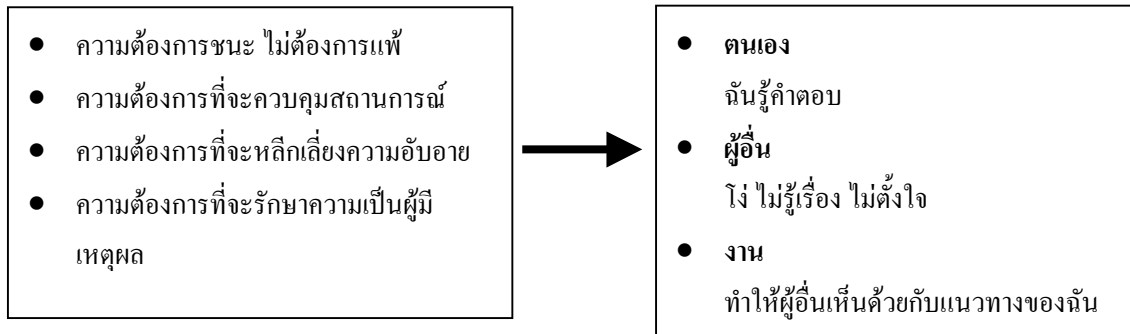 ● ความต้องการชนะ ไม่ต้องการแพ้
● ความต้องการที่จะควบคุมสถานการณ์
● ความต้องการที่จะหลีกเลี่ยงความอับอาย
● ความต้องการที่จะรักษาความเป็นผู้มี
เหตุผล
● ตนเอง
ฉันรู้คำตอบ
● ผู้อื่น
โง่ ไม่รู้เรื่อง ไม่ตั้งใจ
● งาน
ทำให้ผู้อื่นเห็นด้วยกับแนวทางของฉัน